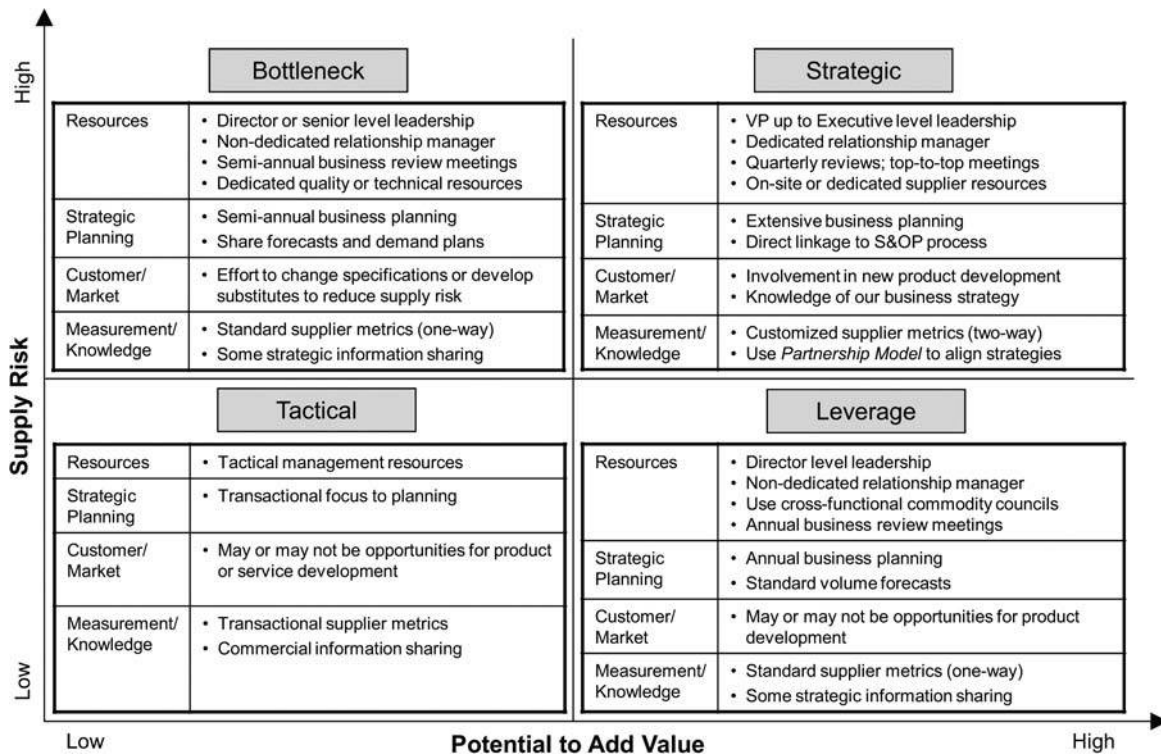 High
Supply Risk
Low
Bottleneck
Resources
• Director or senior level leadership
• Non-dedicated relationship manager
• Semi-annual business review meetings
• Dedicated quality or technical resources
Strategic
Planning
• Semi-annual business planning
• Share forecasts and demand plans
Customer/
Market
• Effort to change specifications or develop
substitutes to reduce supply risk
Measurement/
Knowledge
• Standard supplier metrics (one-way)
• Some strategic information sharing
Strategic
Resources
• VP up to Executive level leadership
• Dedicated relationship manager
• Quarterly reviews; top-to-top meetings
• On-site or dedicated supplier resources
Strategic
Planning
• Extensive business planning
• Direct linkage to S&OP process
Customer/
Market
• Involvement in new product development
• Knowledge of our business strategy
Measurement/
Knowledge
• Customized supplier metrics (two-way)
• Use Partnership Model to align strategies
Tactical
Resources
• Tactical management resources
Strategic
Planning
• Transactional focus to planning
Customer/
Market
• May or may not be opportunities for product
or service development
Measurement/
Knowledge
• Transactional supplier metrics
• Commercial information sharing
Leverage
Resources
• Director level leadership
• Non-dedicated relationship manager
• Use cross-functional commodity councils
• Annual business review meetings
Strategic
Planning
• Annual business planning
• Standard volume forecasts
Customer/
Market
• May or may not be opportunities for product
development
Measurement/
Knowledge
• Standard supplier metrics (one-way)
• Some strategic information sharing
Low
Potential to Add Value
High